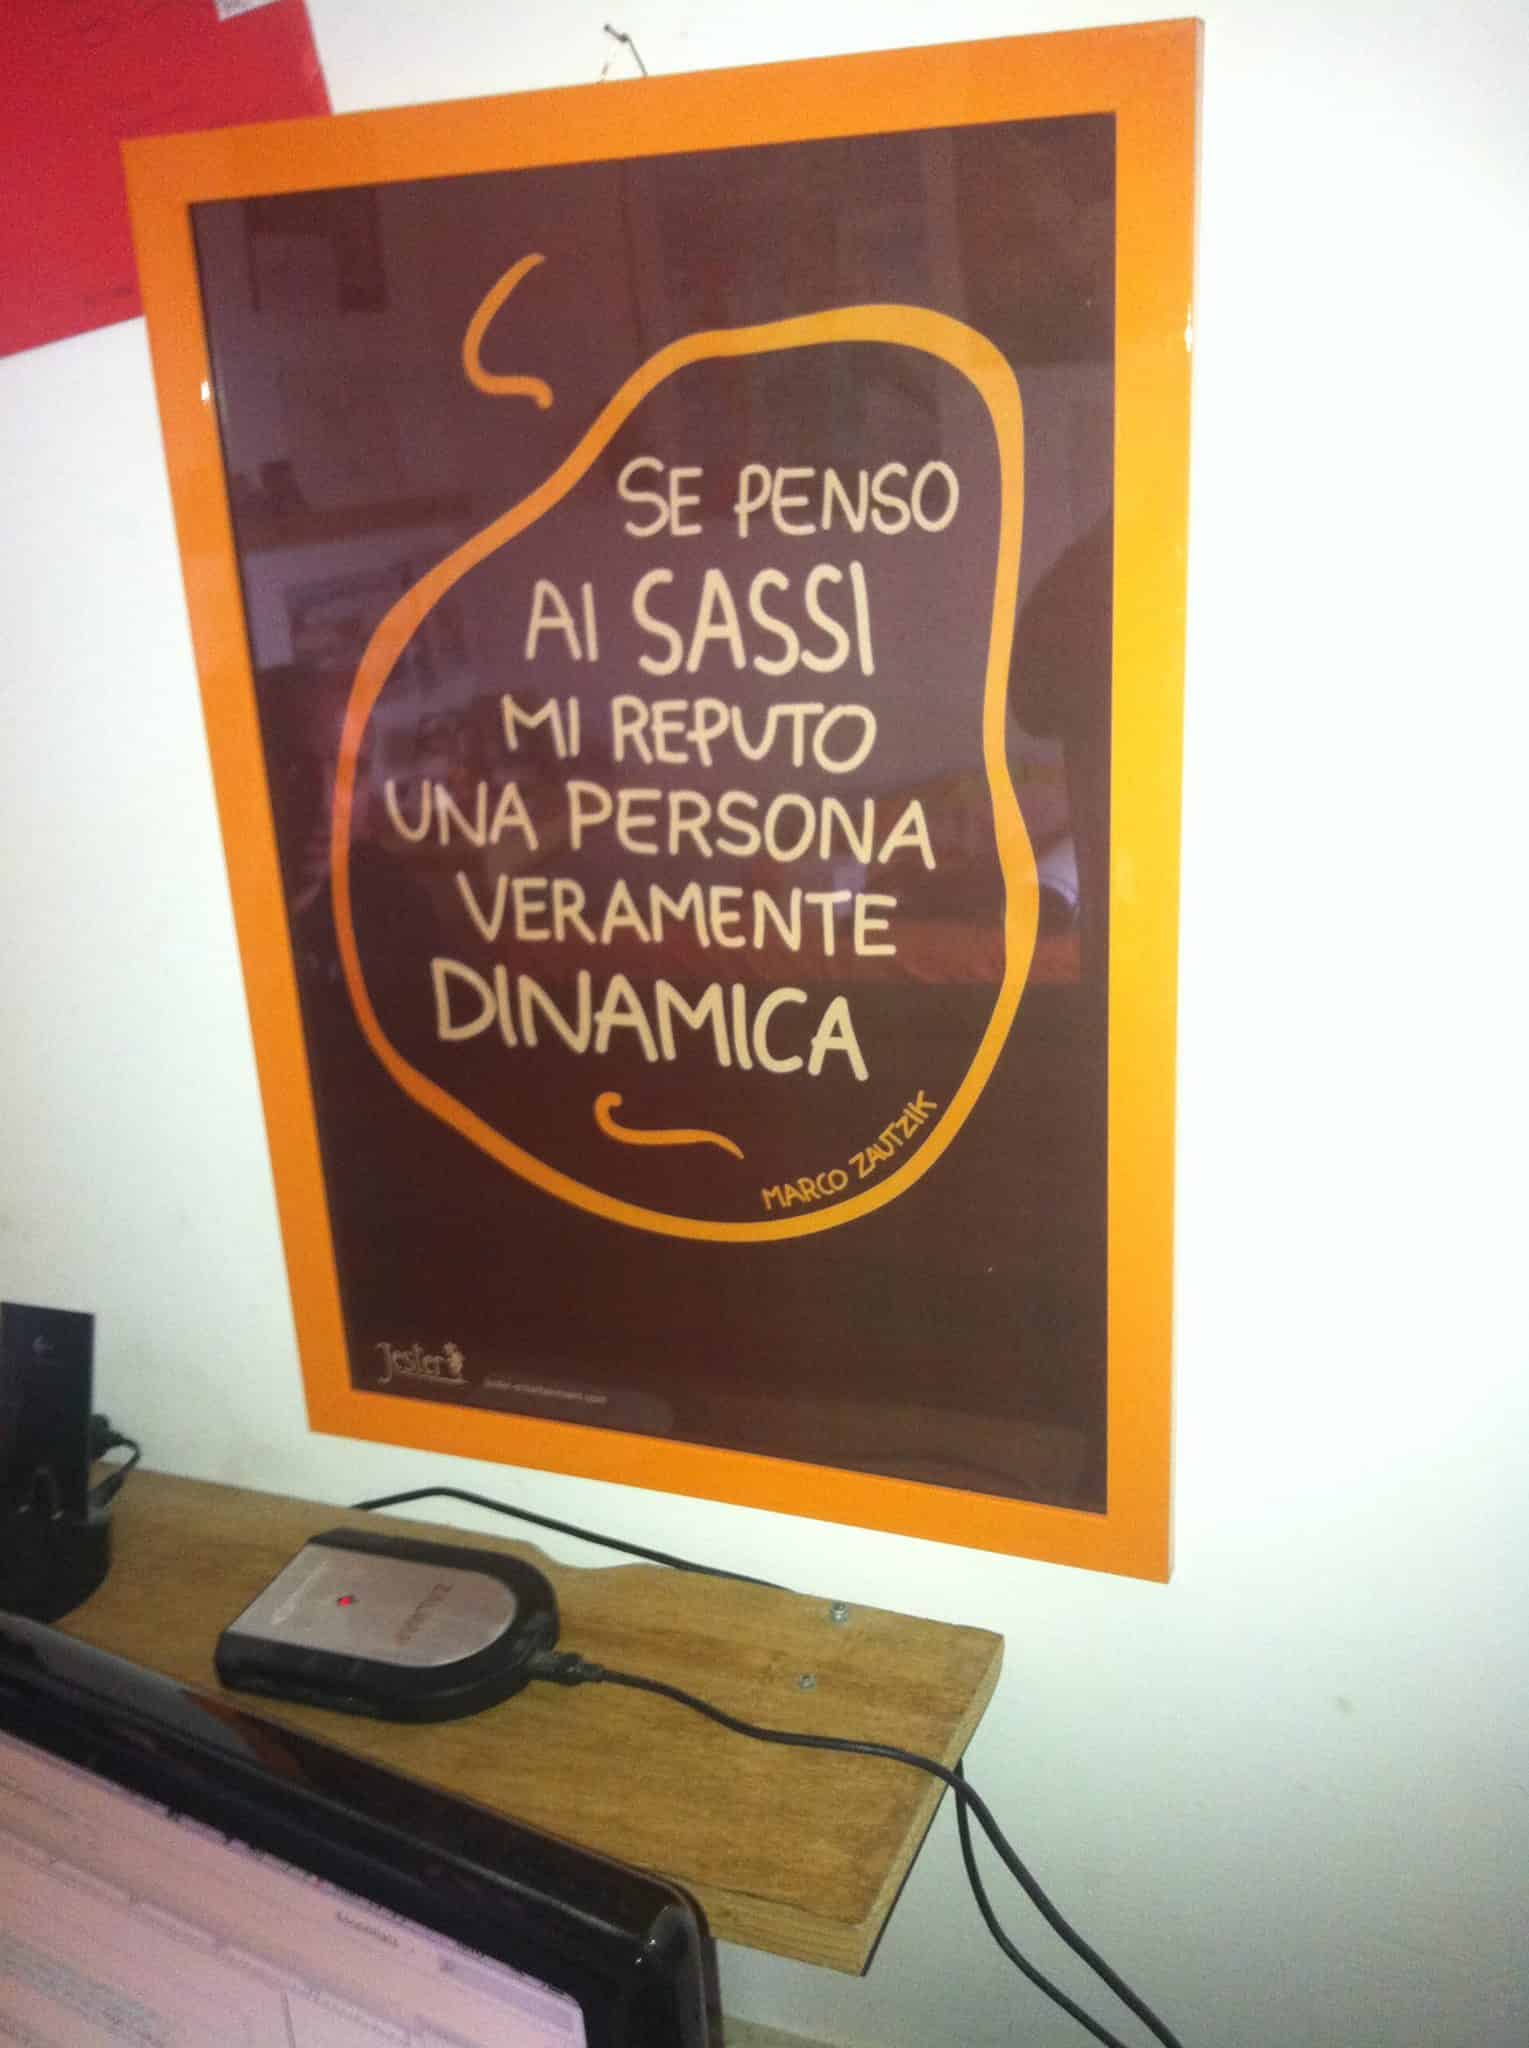 SE PENSO
AI SASSI
MI REPUTO
UNA PERSONA
VERAMENTE
DINAMICA
MARCO ZAUTZIK
Jester